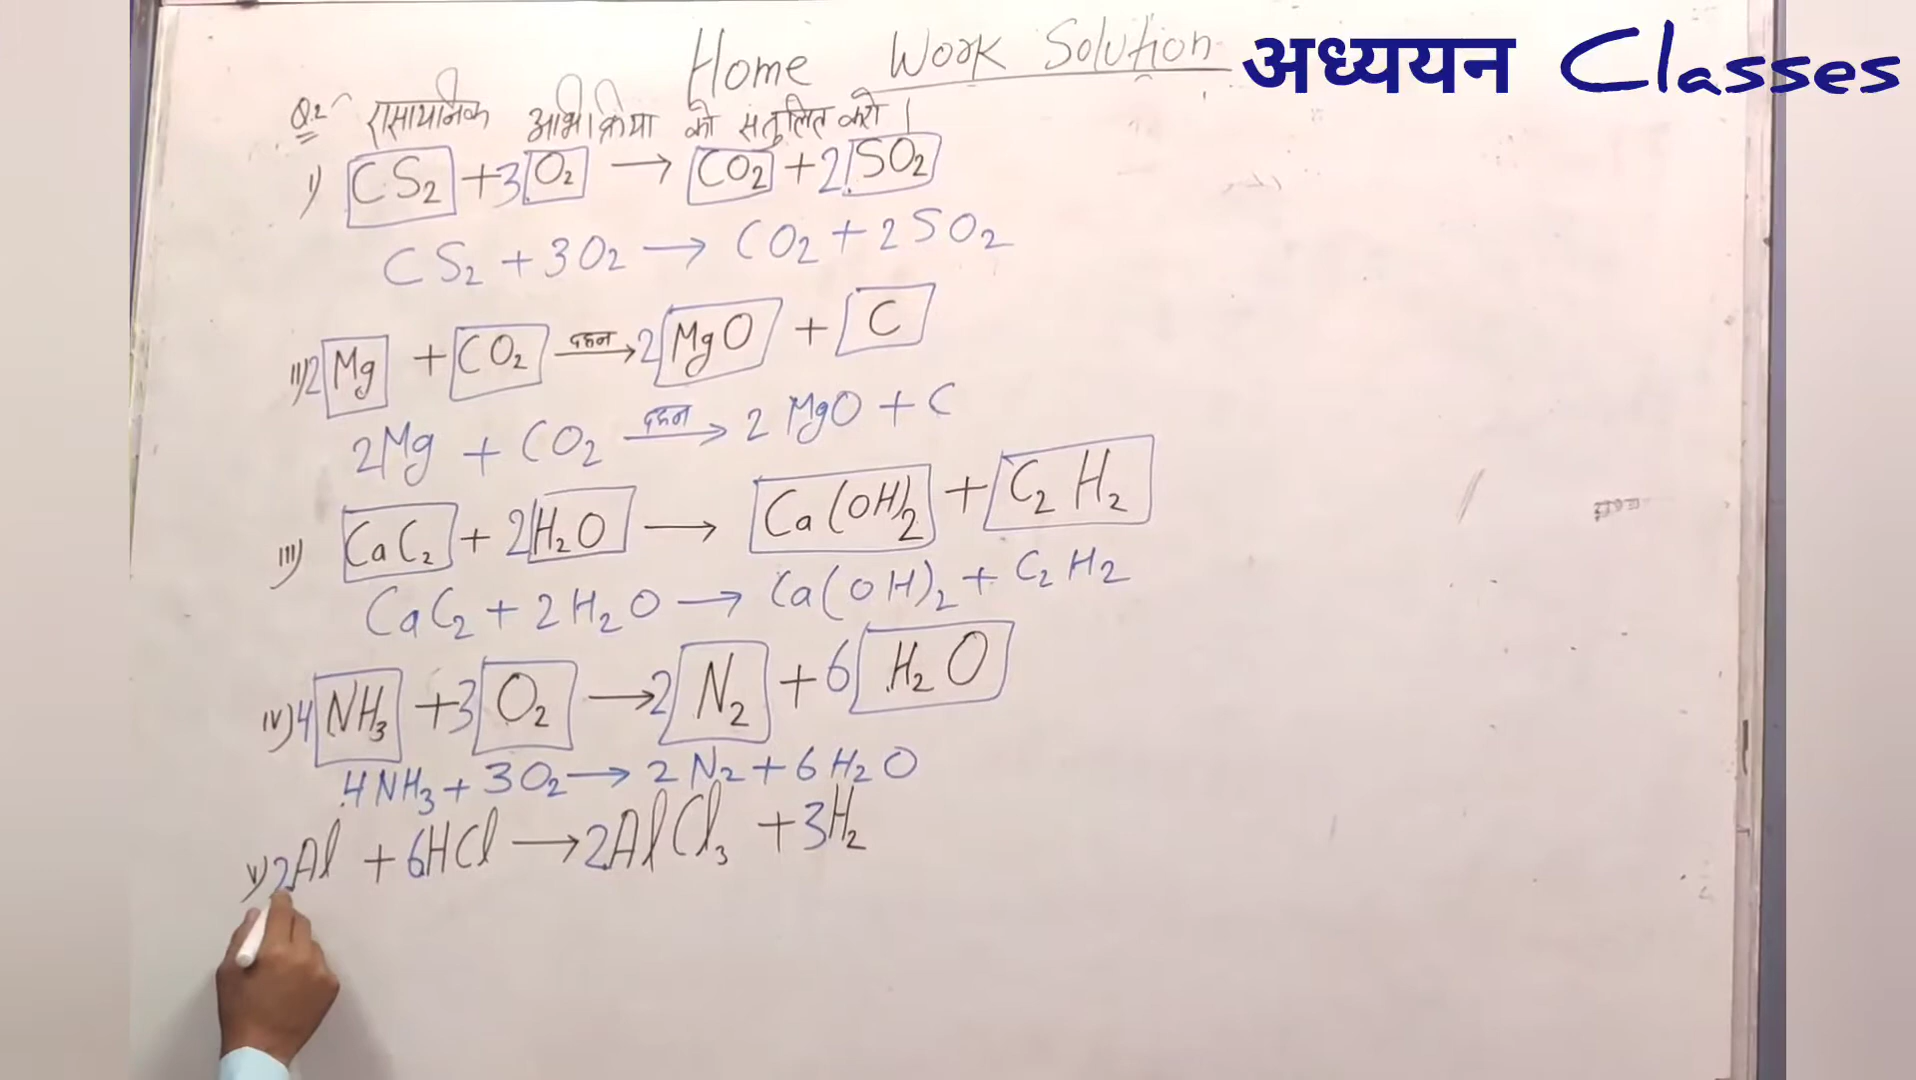 Home Work Solution
अध्ययन Classes
Q.2 रासायनिक अभिक्रिया को सतुलित करो।
i) CS₂ + 3O₂ → CO₂ + 2SO₂
CS₂ + 3O₂ → CO₂ + 2SO₂
ii) 2Mg + CO₂ दहन→ 2MgO + C
2Mg + CO₂ दहन→ 2MgO + C
iii) CaC₂ + 2H₂O → Ca(OH)₂ + C₂H₂
CaC₂ + 2H₂O → Ca(OH)₂ + C₂H₂
iv) 4NH₃ + 3O₂ → 2N₂ + 6H₂O
4NH₃ + 3O₂ → 2N₂ + 6H₂O
v) 2Al + 6HCl → 2AlCl₃ + 3H₂